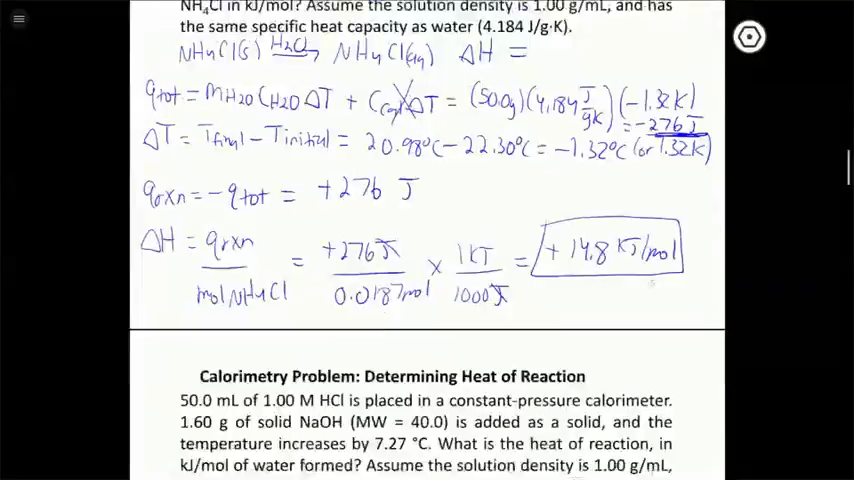 NH₄Cl in kJ/mol? Assume the solution density is 1.00 g/mL, and has
the same specific heat capacity as water (4.184 J/g·K).
NH₄Cl(s) H₂O→ NH₄Cl(aq) ΔH =
qtot = mH2O CH2O ΔT + Ccal ΔT = (50.0g)(4.184 J/gK)(-1.32K)
= -276 J
ΔT = Tfinal - Tinitial = 20.98°C - 22.30°C = -1.32°C (or 1.32K)
qrxn = -qtot = +276 J
ΔH = qrxn / mol NH₄Cl = +276 J / 0.0187 mol × 1 KJ / 1000 J = +14.8 KJ/mol
Calorimetry Problem: Determining Heat of Reaction
50.0 mL of 1.00 M HCl is placed in a constant-pressure calorimeter.
1.60 g of solid NaOH (MW = 40.0) is added as a solid, and the
temperature increases by 7.27 °C. What is the heat of reaction, in
kJ/mol of water formed? Assume the solution density is 1.00 g/mL,